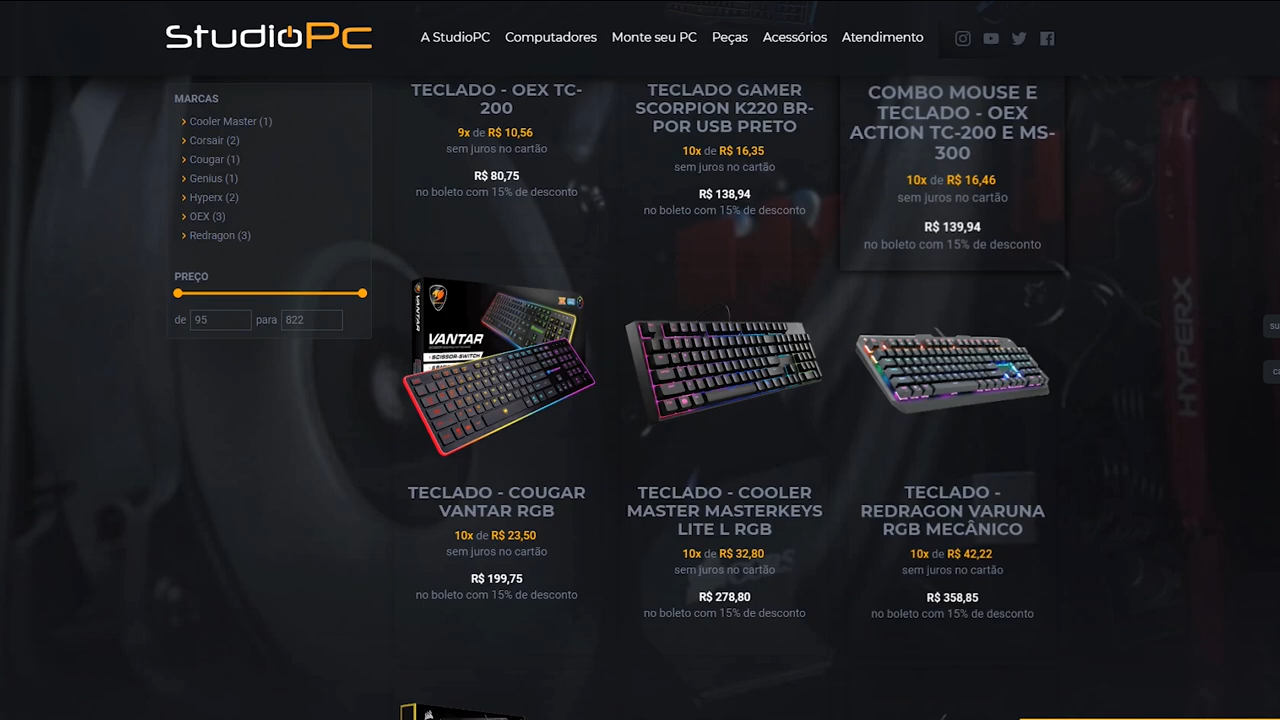 StudioPc
A StudioPC
Computadores
Monte seu PC
Peças
Acessórios
Atendimento
MARCAS
Cooler Master (1)
Corsair (2)
Cougar (1)
Genius (1)
Hyperx (2)
OEX (3)
Redragon (3)
PREÇO
de 95 para 822
TECLADO - OEX TC-
200
9x de R$ 10,56
sem juros no cartão
R$ 80,75
no boleto com 15% de desconto
TECLADO GAMER
SCORPION K220 BR-
POR USB PRETO
10x de R$ 16,35
sem juros no cartão
R$ 138,94
no boleto com 15% de desconto
COMBO MOUSE E
TECLADO - OEX
ACTION TC-200 E MS-
300
10x de R$ 16,46
sem juros no cartão
R$ 139,94
no boleto com 15% de desconto
VANTAR
SCISSOR-SWITCH
HYPERX
TECLADO - COUGAR
VANTAR RGB
10x de R$ 23,50
sem juros no cartão
R$ 199,75
no boleto com 15% de desconto
TECLADO - COOLER
MASTER MASTERKEYS
LITE L RGB
10x de R$ 32,80
sem juros no cartão
R$ 278,80
no boleto com 15% de desconto
TECLADO -
REDRAGON VARUNA
RGB MECÂNICO
10x de R$ 42,22
sem juros no cartão
R$ 358,85
no boleto com 15% de desconto